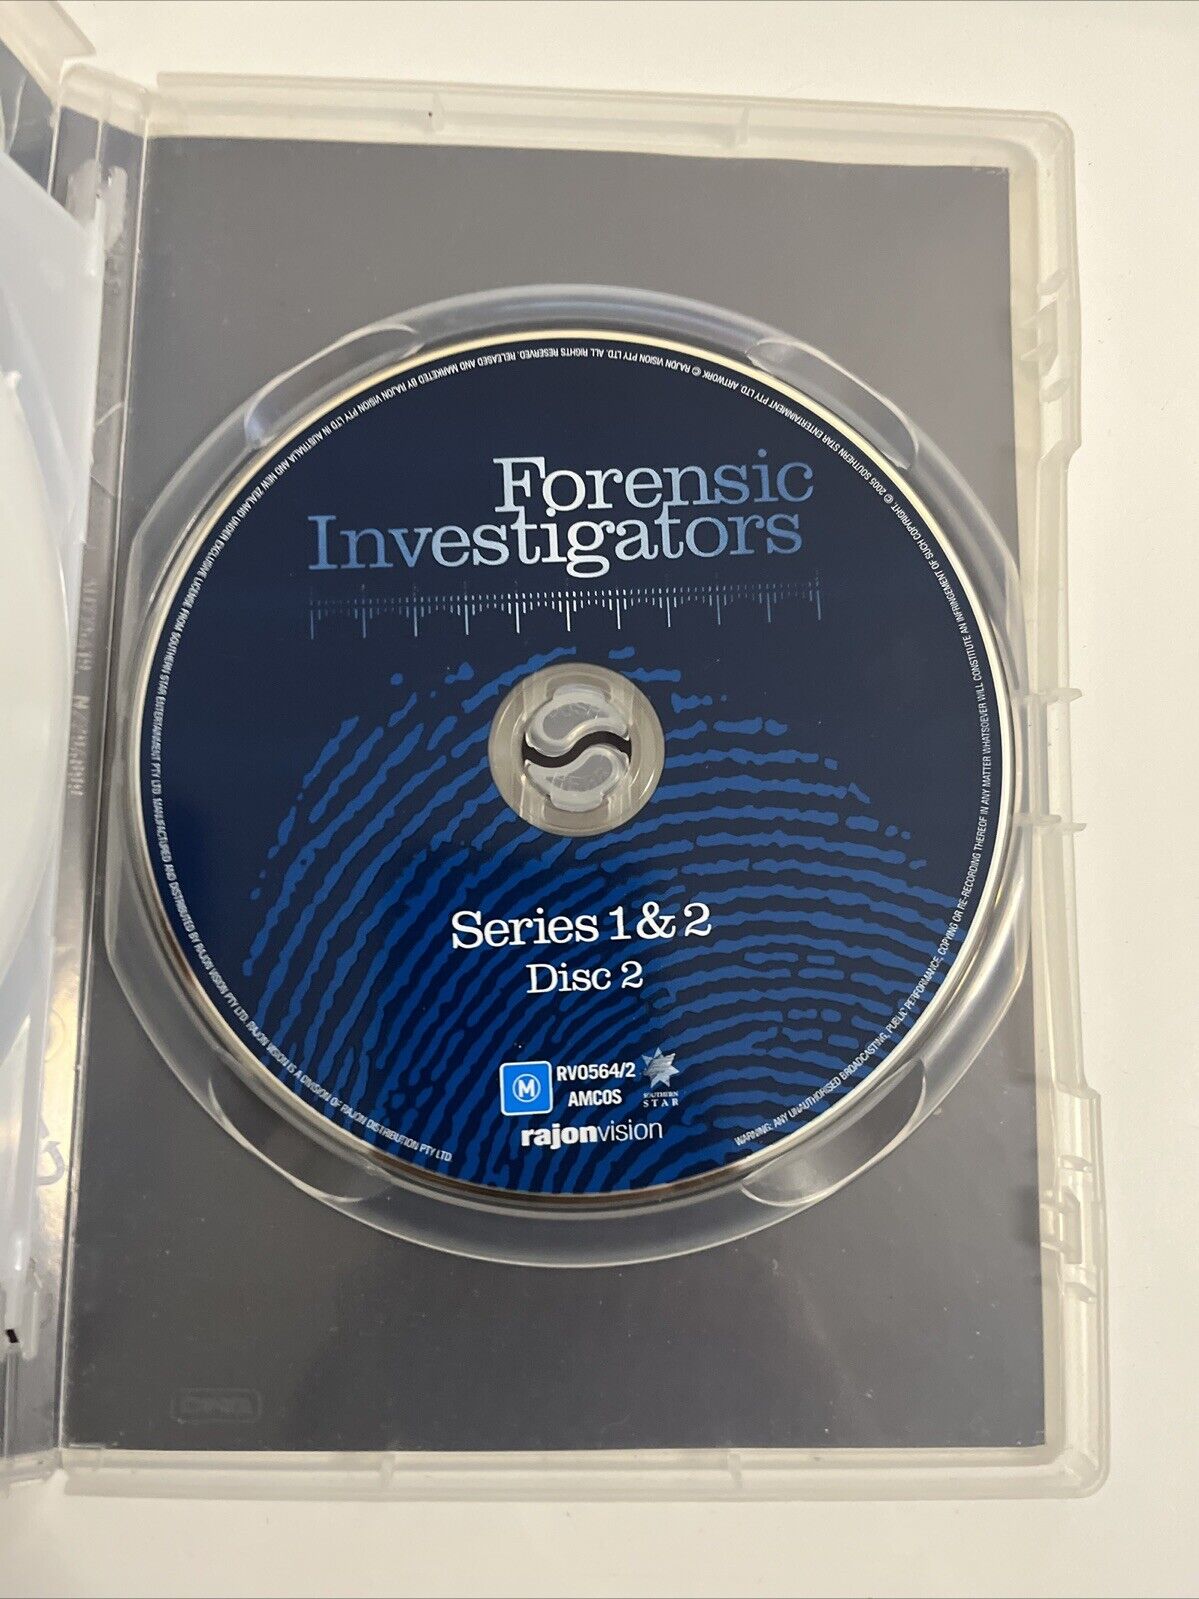 Forensic
Investigators
Series 1 & 2
Disc 2
M
RV0564/2
AMCOS
SOUTHERN
STAR
rajonvision
MANUFACTURED AND DISTRIBUTED BY RAJON VISION PTY LTD. RAJON VISION IS A DIVISION OF RAJON DISTRIBUTION PTY LTD.
RELEASED AND MARKETED BY RAJON VISION PTY LTD IN AUSTRALIA AND NEW ZEALAND UNDER EXCLUSIVE LICENSE FROM SOUTHERN STAR ENTERTAINMENT PTY LTD.
© 2005 SOUTHERN STAR ENTERTAINMENT PTY LTD. ARTWORK © RAJON VISION PTY LTD. ALL RIGHTS RESERVED.
WARNING: ANY UNAUTHORISED BROADCASTING, PUBLIC PERFORMANCE, COPYING OR RE-RECORDING THEREOF IN ANY MATTER WHATSOEVER WILL CONSTITUTE AN INFRINGEMENT OF SUCH COPYRIGHT